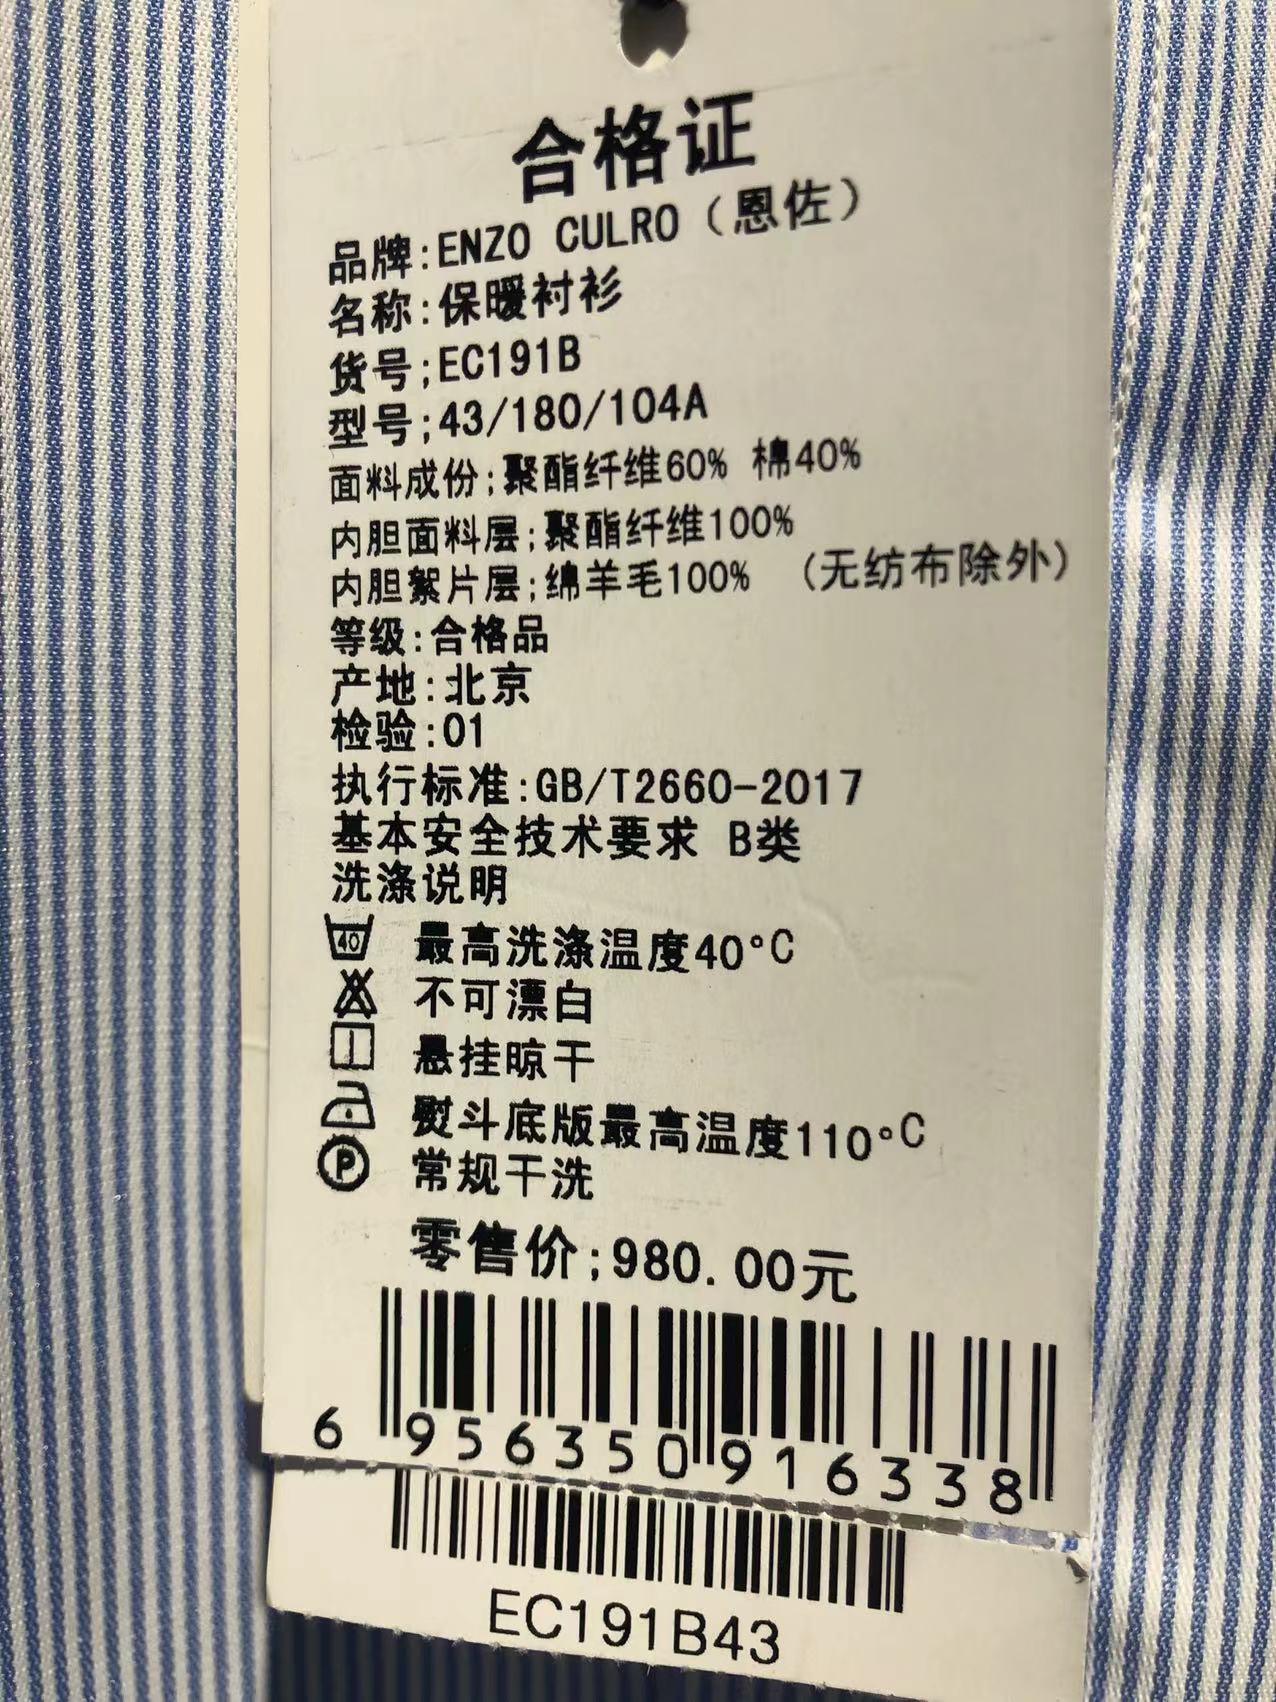 合格证
品牌:ENZO CULRO（恩佐）
名称:保暖衬衫
货号;EC191B
型号;43/180/104A
面料成份;聚酯纤维60% 棉40%
内胆面料层;聚酯纤维100%
内胆絮片层;绵羊毛100% （无纺布除外）
等级:合格品
产地:北京
检验:01
执行标准:GB/T2660-2017
基本安全技术要求 B类
洗涤说明
40 最高洗涤温度40°C
不可漂白
悬挂晾干
熨斗底版最高温度110°C
P 常规干洗
零售价;980.00元
6 956350 916338
EC191B43